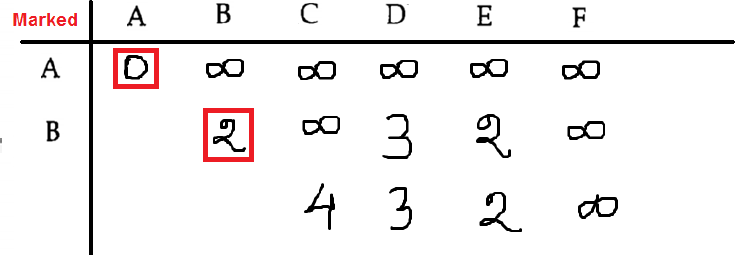 Marked A B C D E F
A 0 ∞ ∞ ∞ ∞ ∞
B 2 ∞ 3 2 ∞
4 3 2 ∞